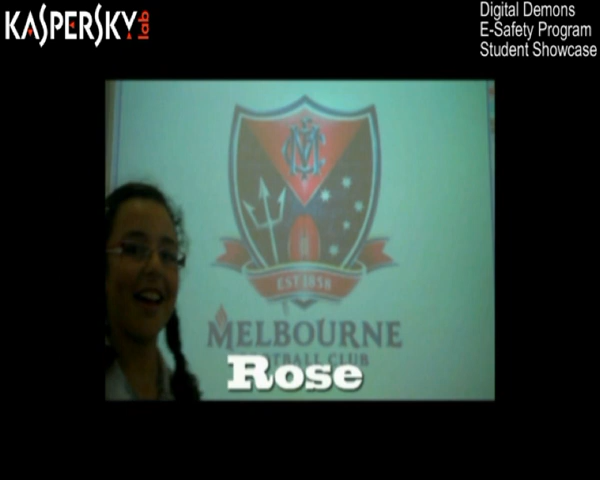 KASPERSKY lab
Digital Demons
E-Safety Program
Student Showcase
MC
EST 1858
MELBOURNE
FOOTBALL CLUB
Rose